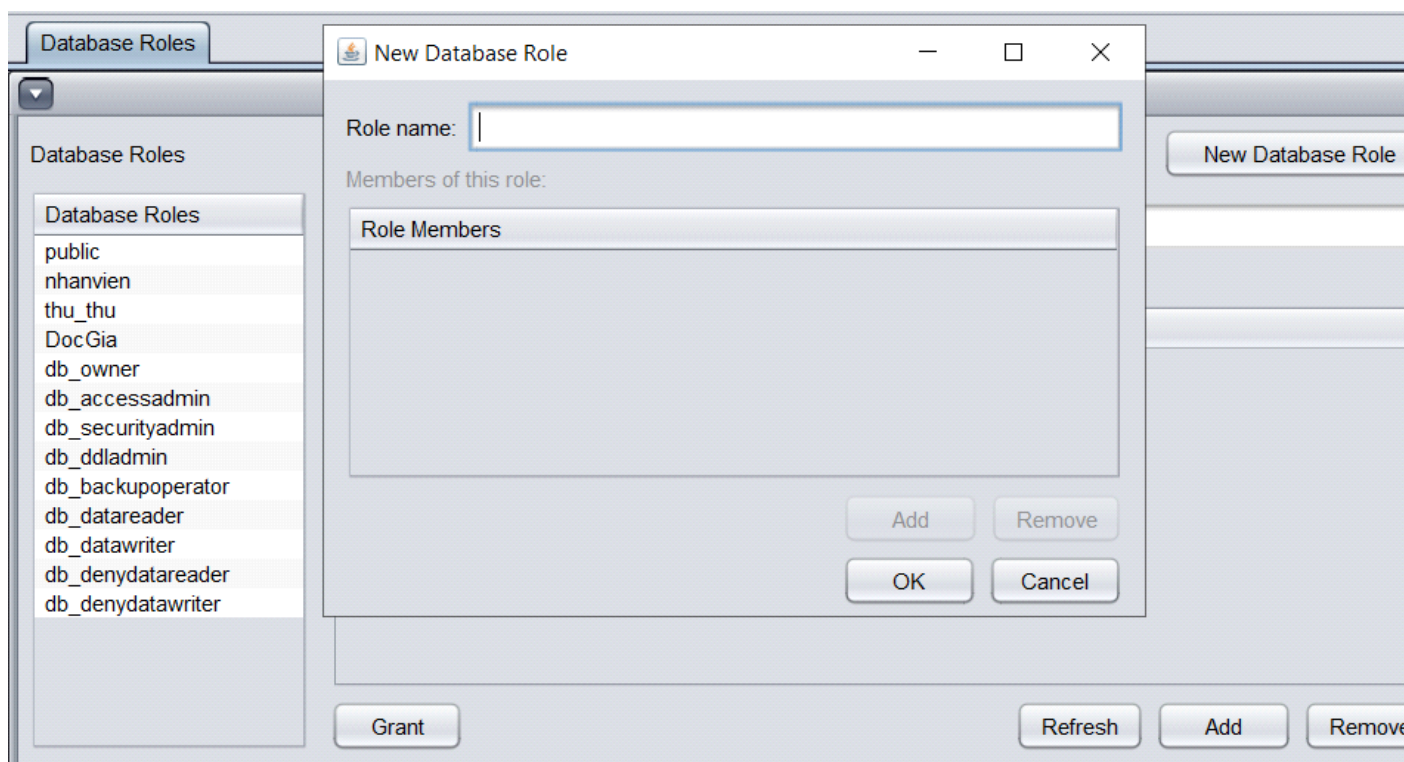 Database Roles
New Database Role
Role name:
Database Roles
New Database Role
Members of this role:
Database Roles
Role Members
public
nhanvien
thu_thu
DocGia
db_owner
db_accessadmin
db_securityadmin
db_ddladmin
db_backupoperator
db_datareader
db_datawriter
db_denydatareader
db_denydatawriter
Add
Remove
OK
Cancel
Grant
Refresh
Add
Remove